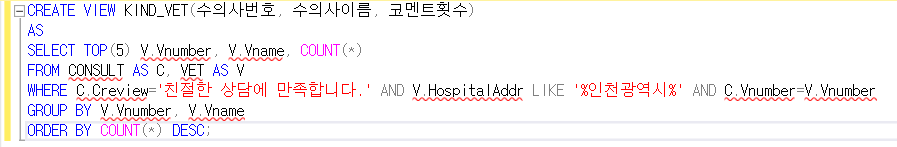 CREATE VIEW KIND_VET(수의사번호, 수의사이름, 코멘트횟수)
AS
SELECT TOP(5) V.Vnumber, V.Vname, COUNT(*)
FROM CONSULT AS C, VET AS V
WHERE C.Creview='친절한 상담에 만족합니다.' AND V.HospitalAddr LIKE '%인천광역시%' AND C.Vnumber=V.Vnumber
GROUP BY V.Vnumber, V.Vname
ORDER BY COUNT(*) DESC;